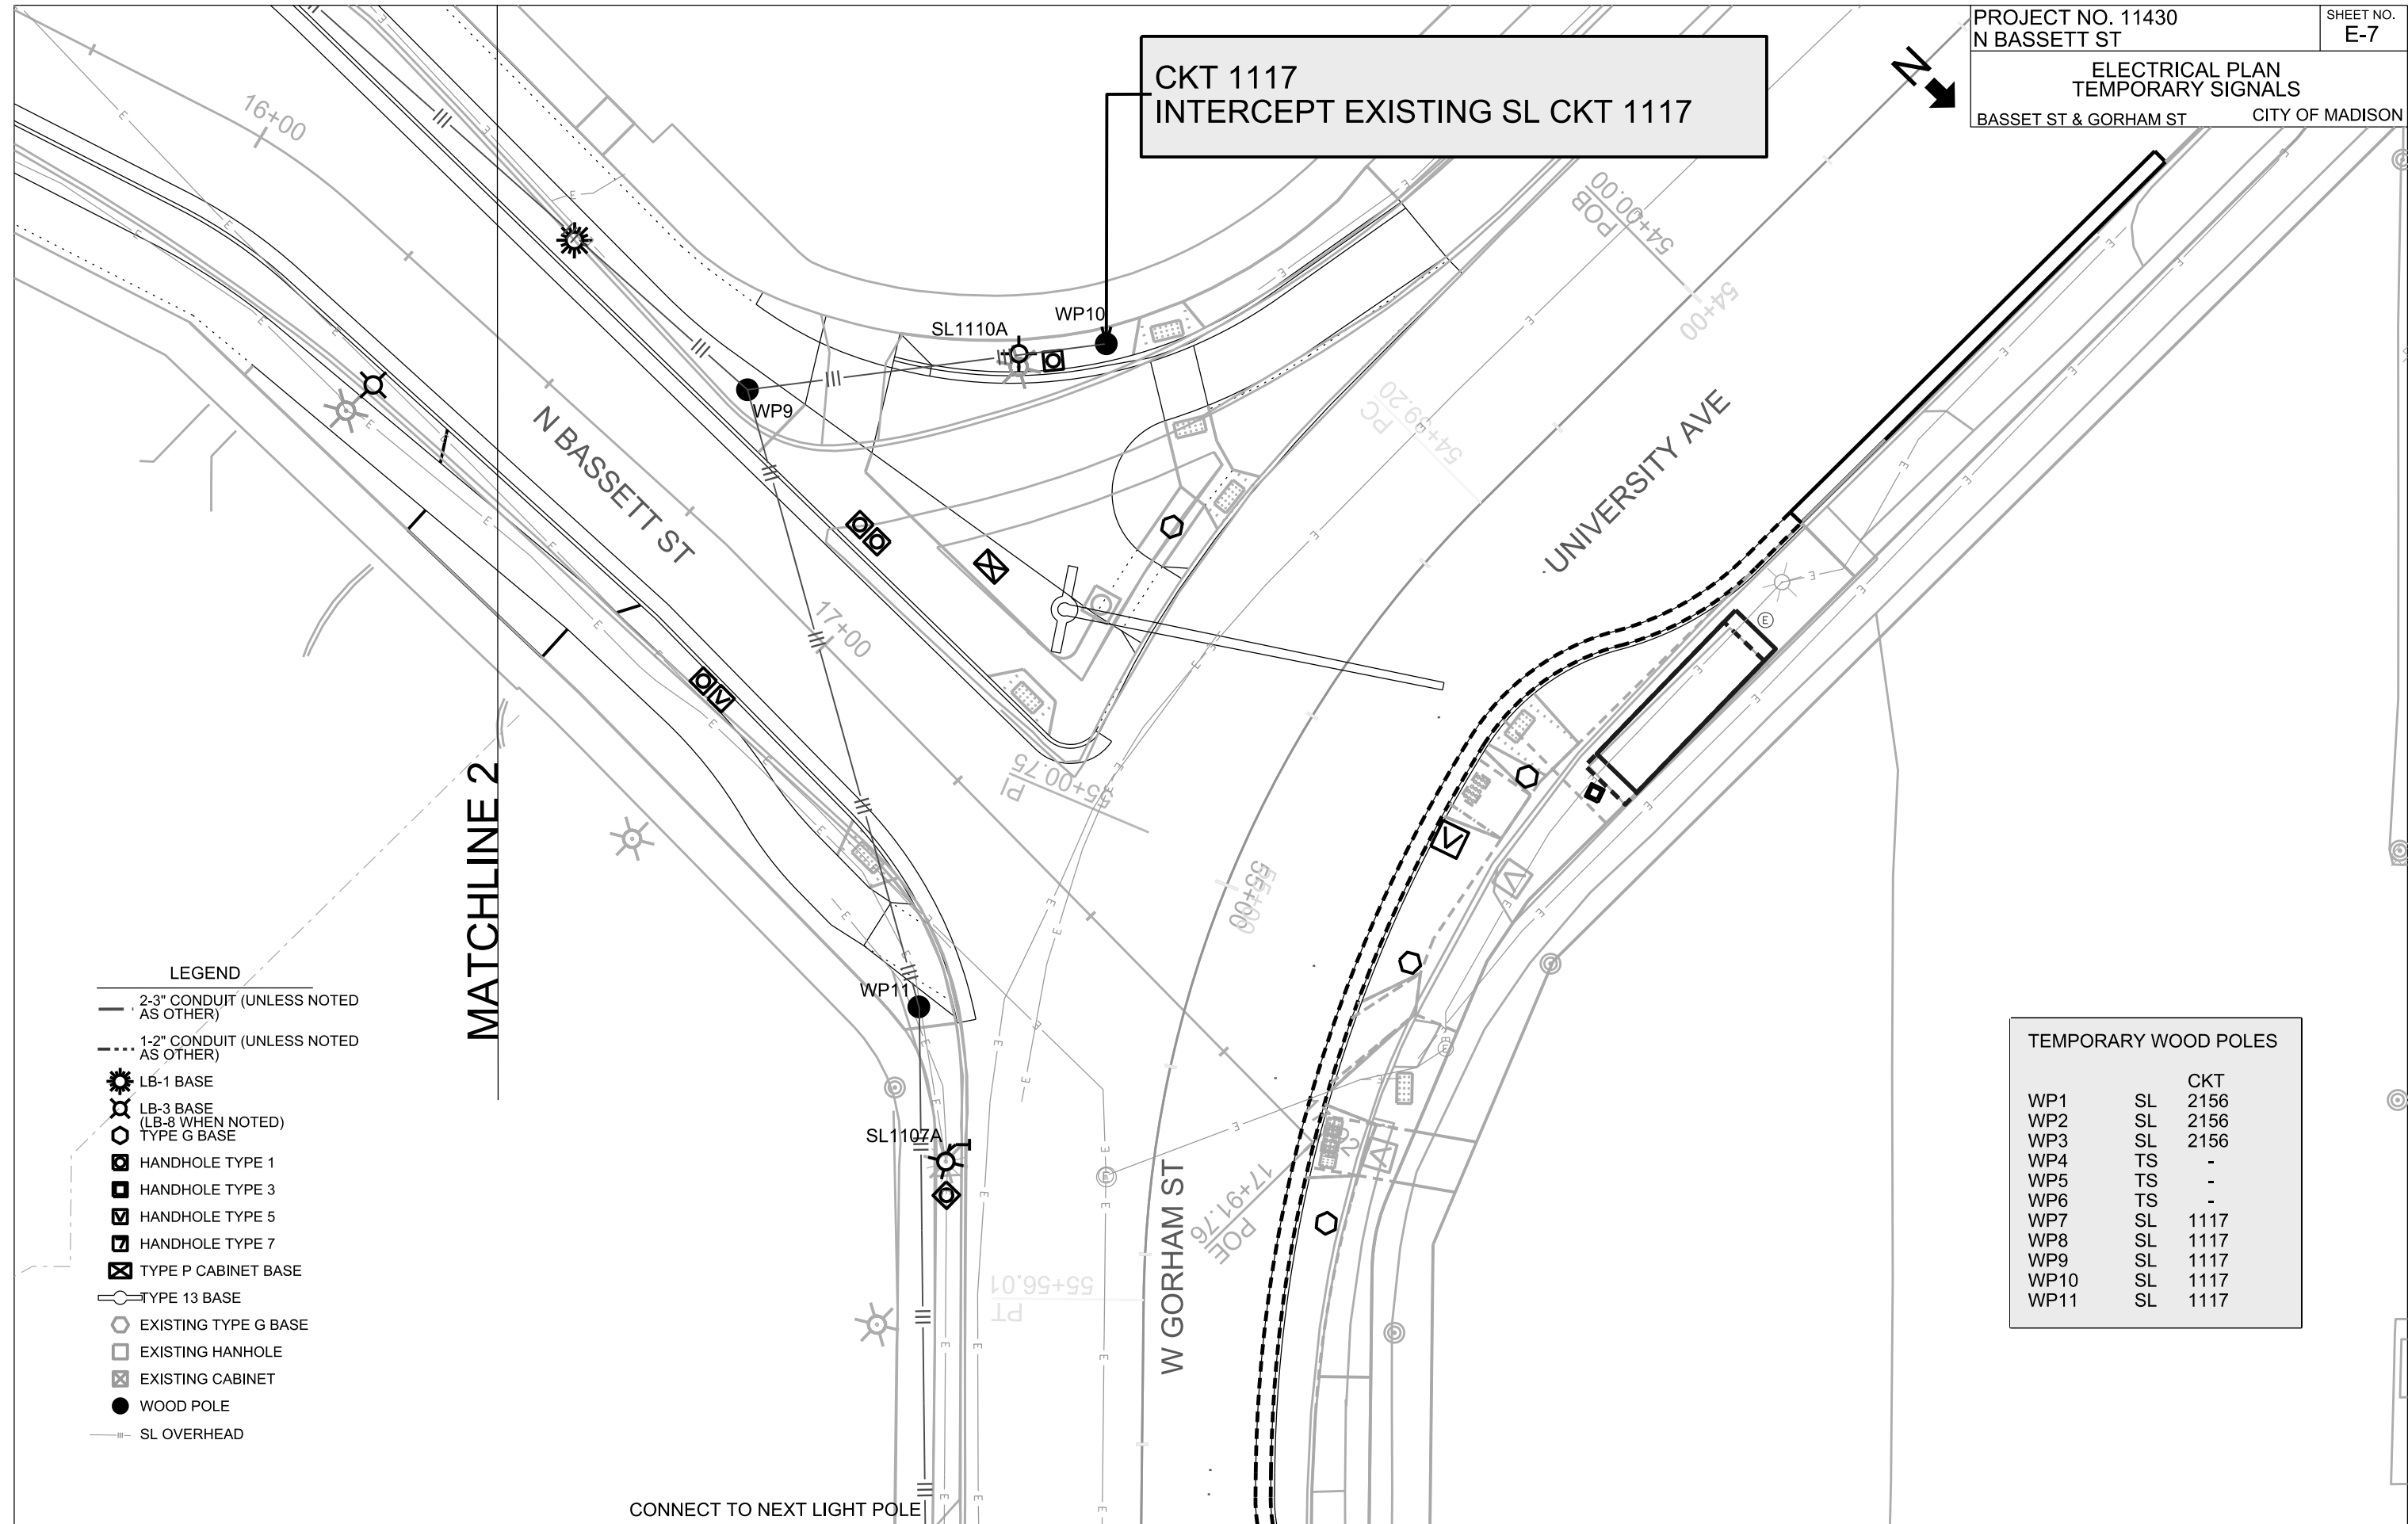 PROJECT NO. 11430
N BASSETT ST
SHEET NO.
E-7
ELECTRICAL PLAN
TEMPORARY SIGNALS
BASSET ST & GORHAM ST
CITY OF MADISON
N
CKT 1117
INTERCEPT EXISTING SL CKT 1117
16+00
POB
54+00.00
54+00
SL1110A
WP10
WP9
PC
54+09.20
N BASSETT ST
UNIVERSITY AVE
17+00
PI
55+00.75
55+00
55+00
MATCHLINE 2
WP11
SL1107A
POE
17+91.76
W GORHAM ST
PT
55+56.01
CONNECT TO NEXT LIGHT POLE
LEGEND
2-3" CONDUIT (UNLESS NOTED
AS OTHER)
1-2" CONDUIT (UNLESS NOTED
AS OTHER)
LB-1 BASE
LB-3 BASE
(LB-8 WHEN NOTED)
TYPE G BASE
HANDHOLE TYPE 1
HANDHOLE TYPE 3
HANDHOLE TYPE 5
HANDHOLE TYPE 7
TYPE P CABINET BASE
TYPE 13 BASE
EXISTING TYPE G BASE
EXISTING HANHOLE
EXISTING CABINET
WOOD POLE
SL OVERHEAD
TEMPORARY WOOD POLES
CKT
WP1 SL 2156
WP2 SL 2156
WP3 SL 2156
WP4 TS -
WP5 TS -
WP6 TS -
WP7 SL 1117
WP8 SL 1117
WP9 SL 1117
WP10 SL 1117
WP11 SL 1117